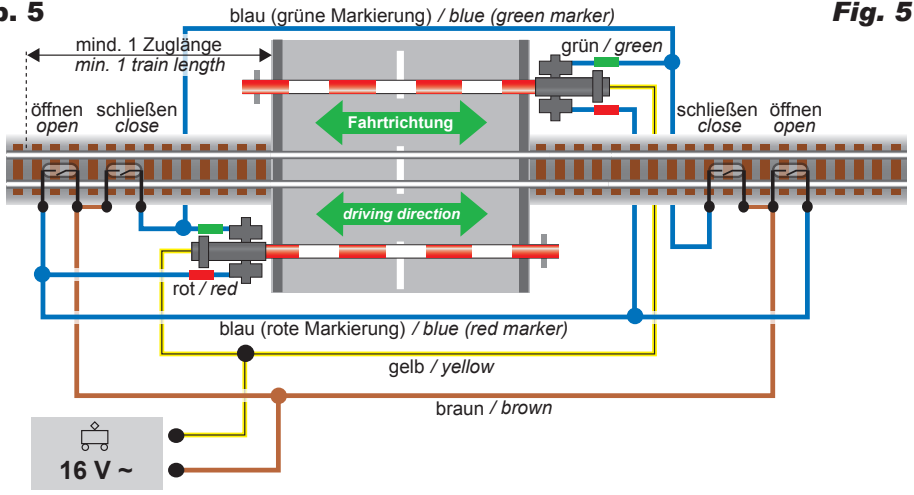 b. 5
Fig. 5
blau (grüne Markierung) / blue (green marker)
mind. 1 Zuglänge
min. 1 train length
grün / green
öffnen
open
schließen
close
Fahrtrichtung
schließen
close
öffnen
open
driving direction
rot / red
blau (rote Markierung) / blue (red marker)
gelb / yellow
braun / brown
16 V ~